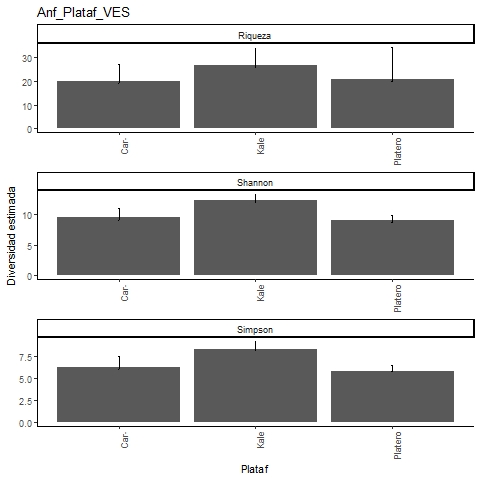 Anf_Plataf_VES
Riqueza
30
20
10
0
Car-
Kale
Platero
Shannon
10
5
0
Car-
Kale
Platero
Simpson
7.5
5.0
2.5
0.0
Car-
Kale
Platero
Diversidad estimada
Plataf